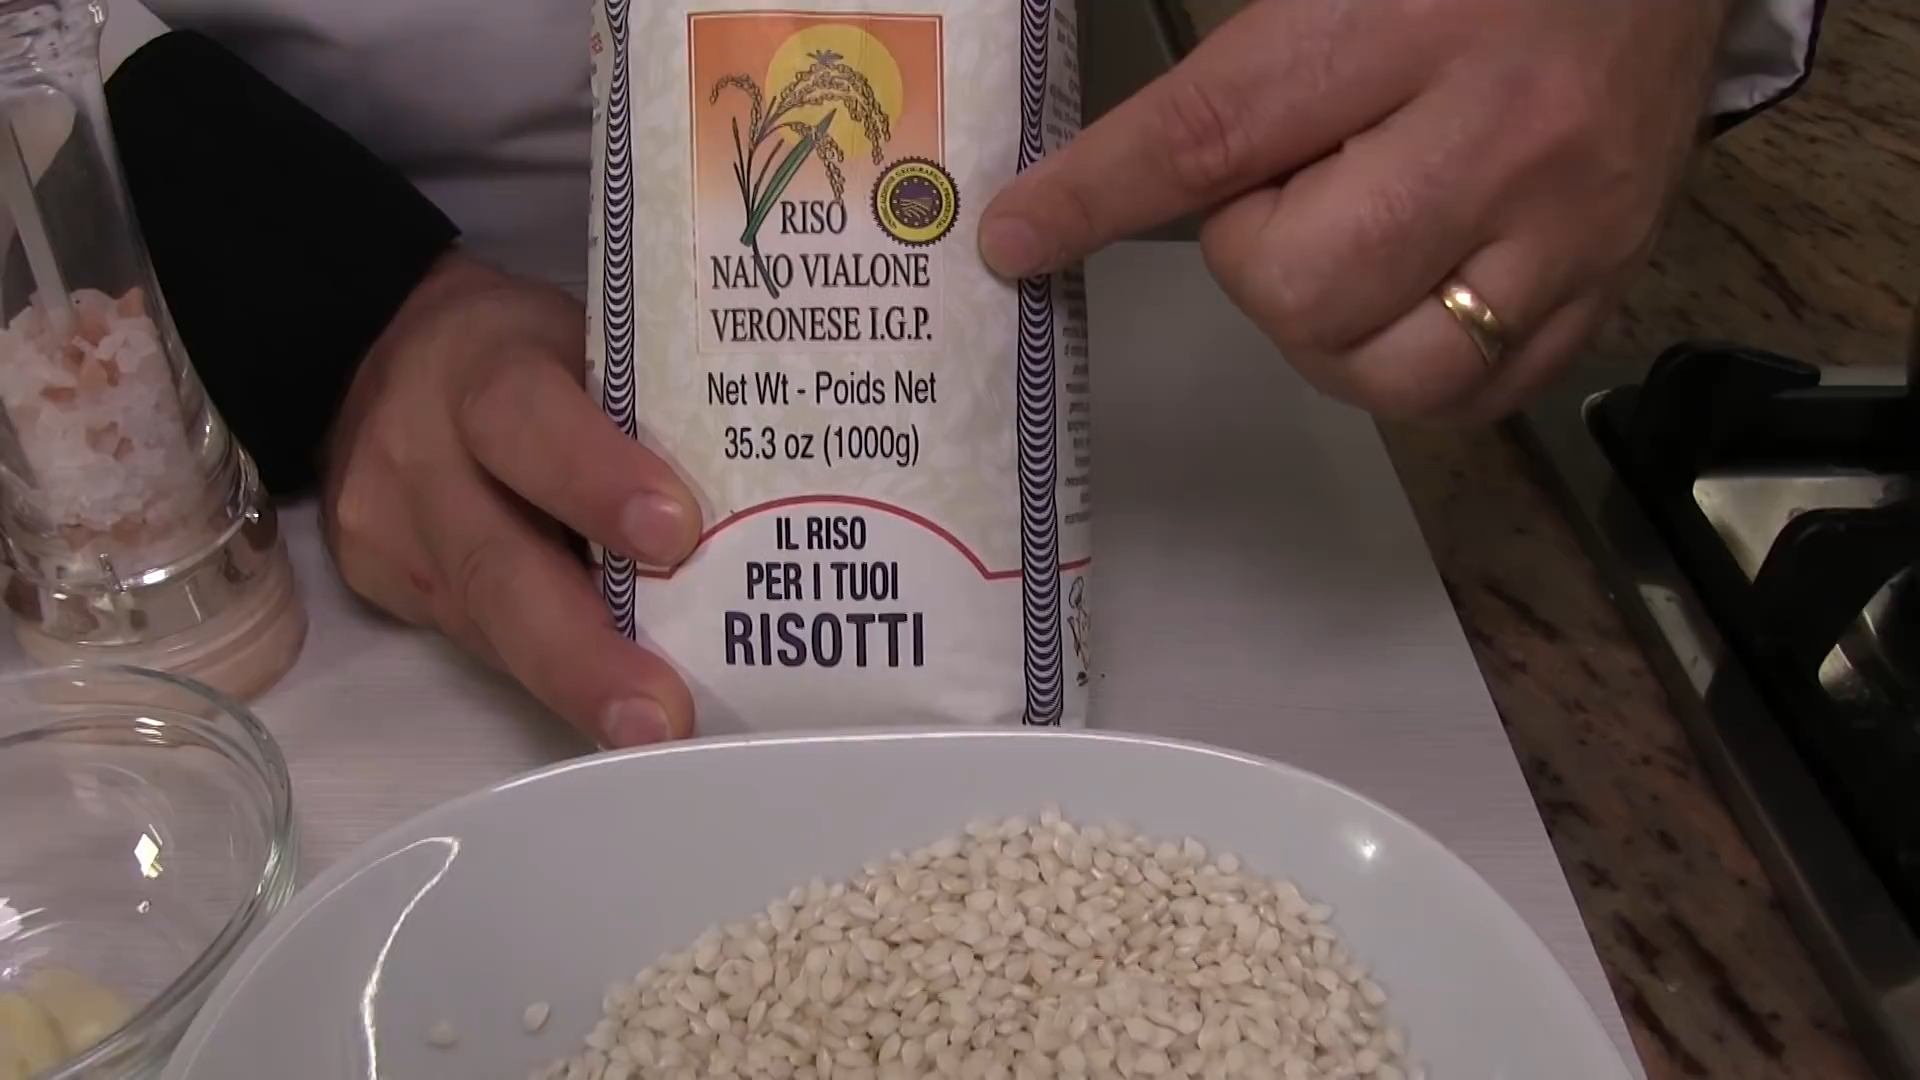 RISO
NANO VIALONE
VERONESE I.G.P.
Net Wt - Poids Net
35.3 oz (1000g)
IL RISO
PER I TUOI
RISOTTI